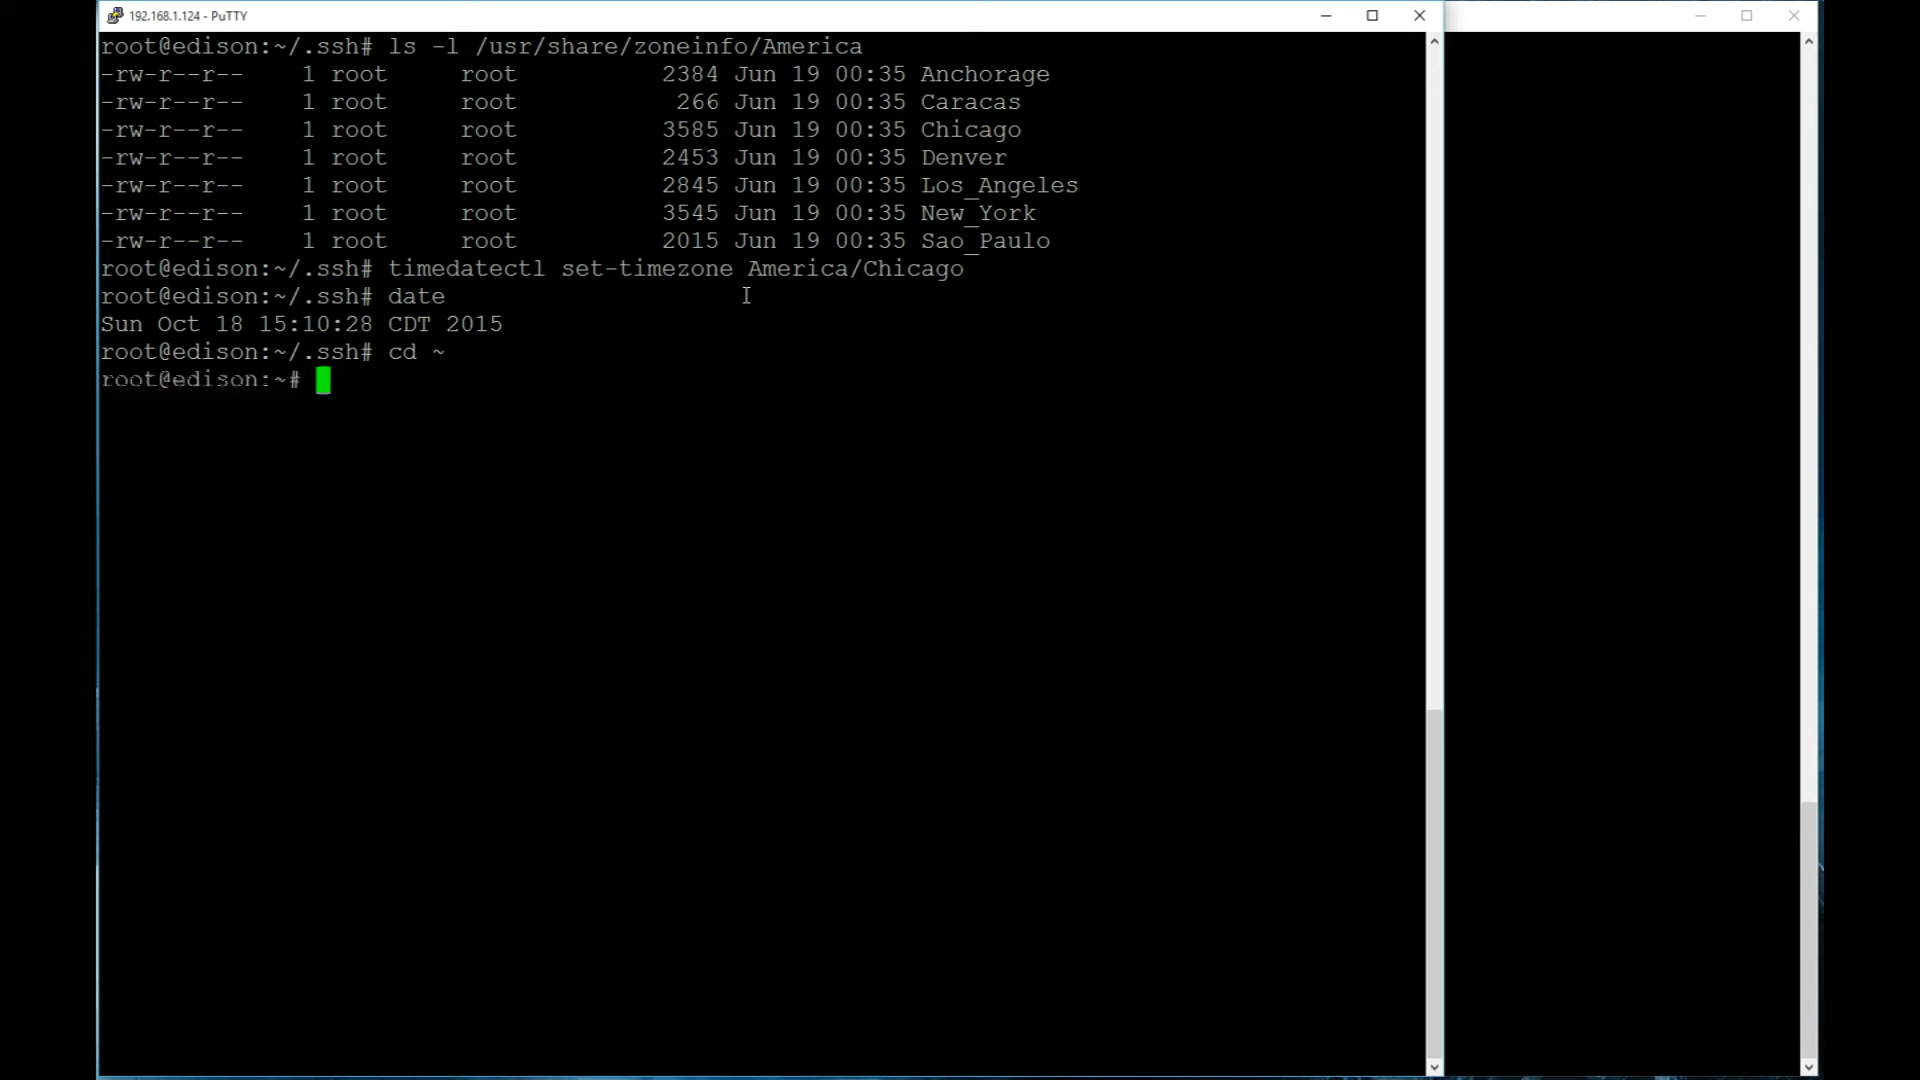 192.168.1.124 - PuTTY
root@edison:~/.ssh# ls -l /usr/share/zoneinfo/America
-rw-r--r--    1 root     root          2384 Jun 19 00:35 Anchorage
-rw-r--r--    1 root     root           266 Jun 19 00:35 Caracas
-rw-r--r--    1 root     root          3585 Jun 19 00:35 Chicago
-rw-r--r--    1 root     root          2453 Jun 19 00:35 Denver
-rw-r--r--    1 root     root          2845 Jun 19 00:35 Los_Angeles
-rw-r--r--    1 root     root          3545 Jun 19 00:35 New_York
-rw-r--r--    1 root     root          2015 Jun 19 00:35 Sao_Paulo
root@edison:~/.ssh# timedatectl set-timezone America/Chicago
root@edison:~/.ssh# date
Sun Oct 18 15:10:28 CDT 2015
root@edison:~/.ssh# cd ~
root@edison:~#